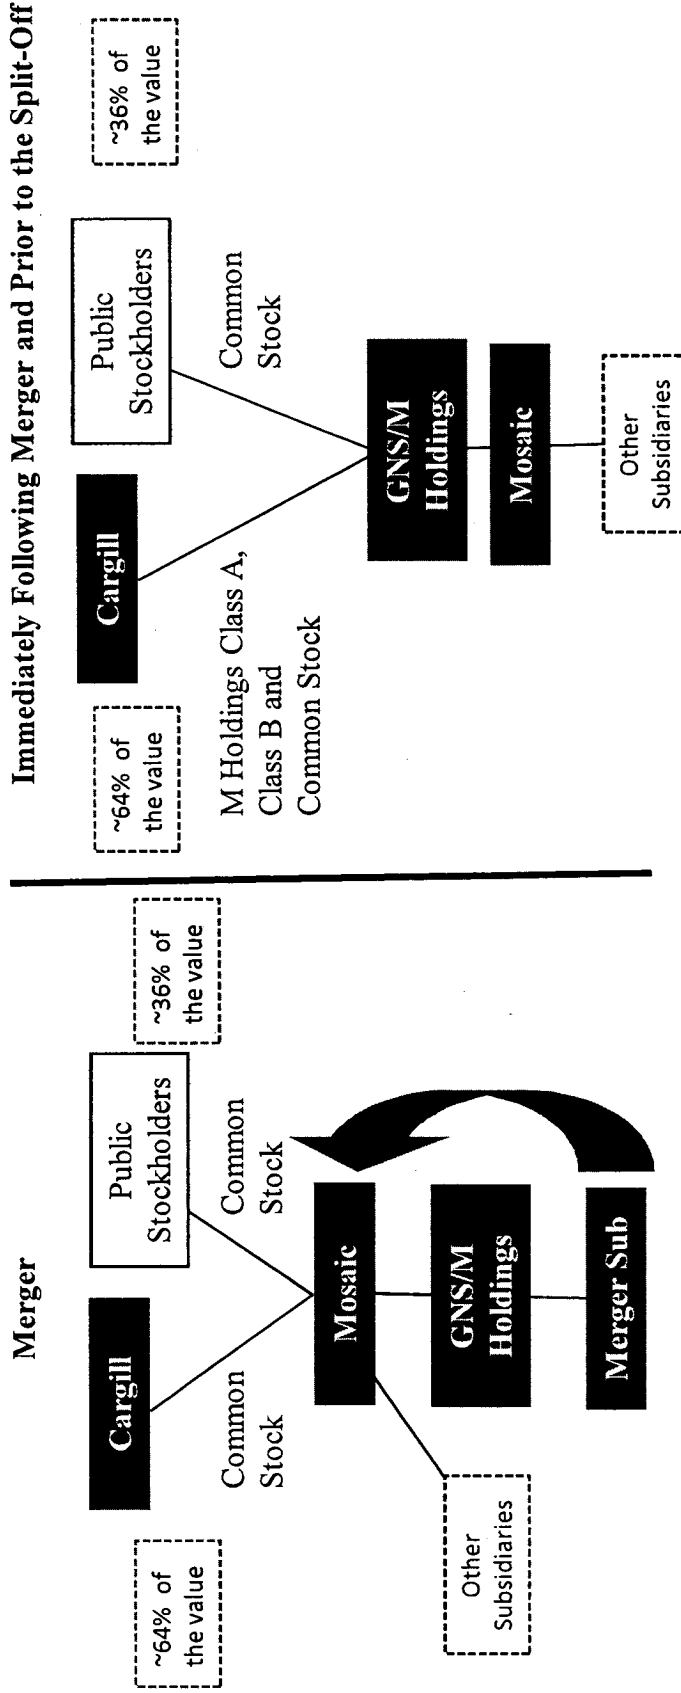 Merger
~64% of
the value
Cargill
Public
Stockholders
~36% of
the value
Common
Stock
Common
Stock
Mosaic
Other
Subsidiaries
GNS/M
Holdings
Merger Sub
Immediately Following Merger and Prior to the Split-Off
~64% of
the value
Cargill
Public
Stockholders
~36% of
the value
M Holdings Class A,
Class B and
Common Stock
Common
Stock
GNS/M
Holdings
Mosaic
Other
Subsidiaries